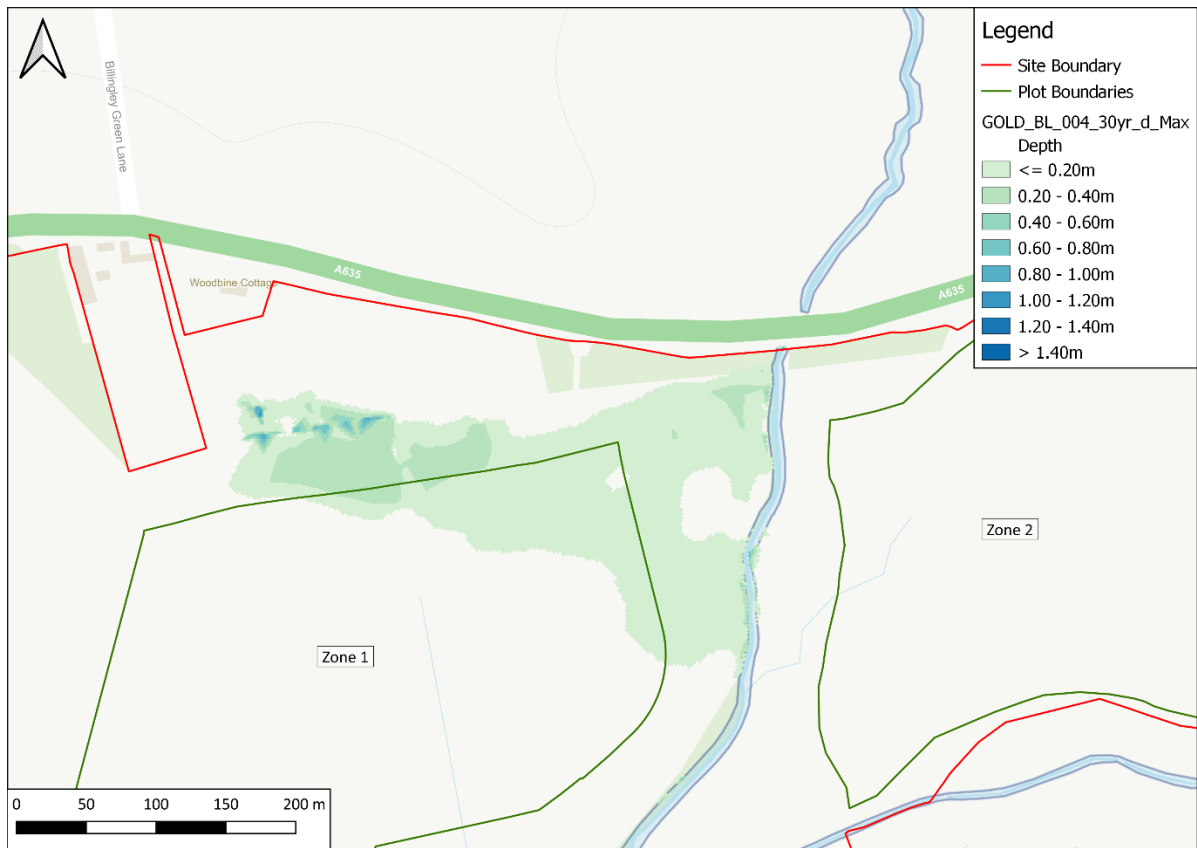 Billingley Green Lane
Woodbine Cottage
A635
A635
Zone 1
Zone 2
Legend
Site Boundary
Plot Boundaries
GOLD_BL_004_30yr_d_Max
Depth
<= 0.20m
0.20 - 0.40m
0.40 - 0.60m
0.60 - 0.80m
0.80 - 1.00m
1.00 - 1.20m
1.20 - 1.40m
> 1.40m
0 50 100 150 200 m